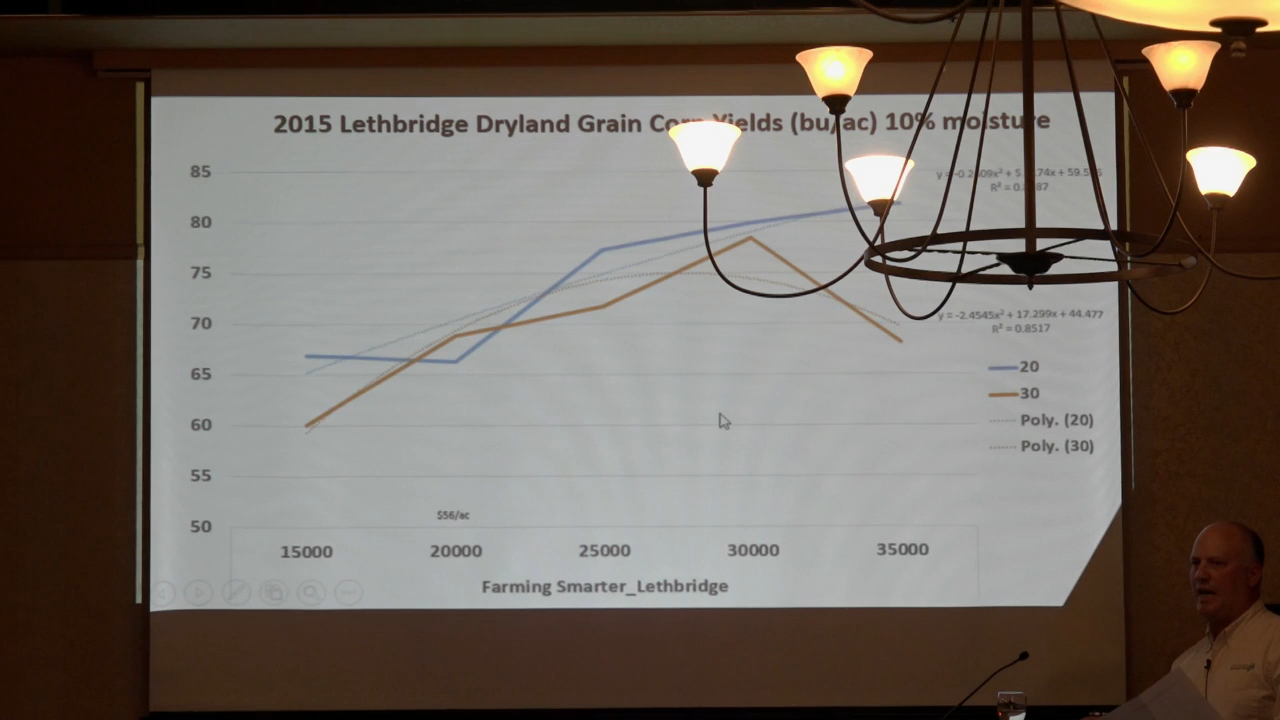 2015 Lethbridge Dryland Grain Corn Yields (bu/ac) 10% moisture
85
80
75
70
65
60
55
50
R² =
y = -2.4545x² + 17.299x + 44.477
R² = 0.8517
20
30
Poly. (20)
Poly. (30)
$56/ac
15000 20000 25000 30000 35000
Farming Smarter_Lethbridge